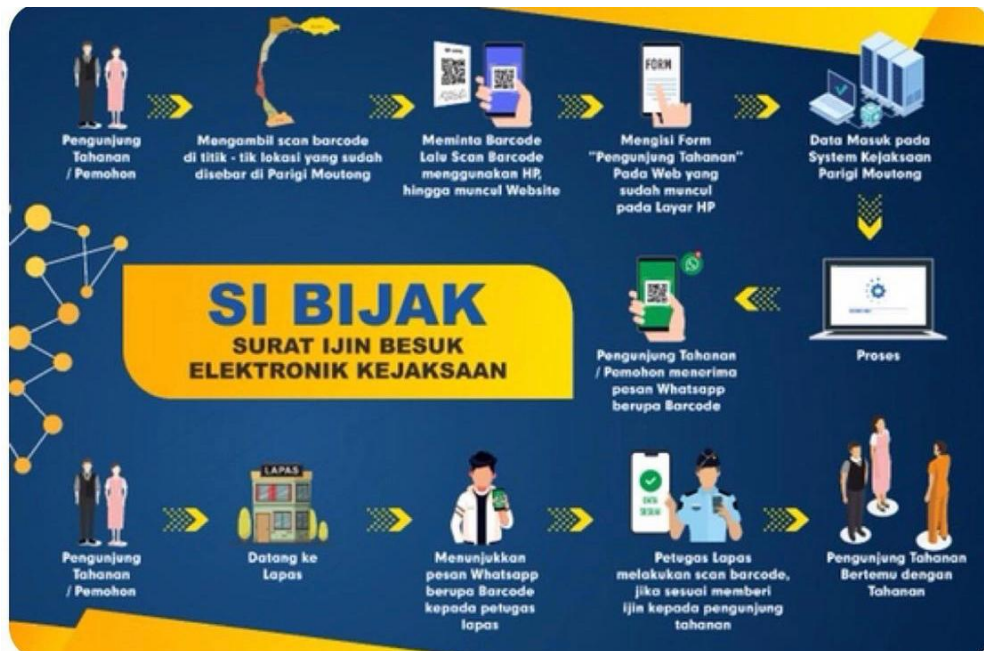 Pengunjung
Tahanan
/ Pemohon
Mengambil scan barcode
di titik - tik lokasi yang sudah
disebar di Parigi Moutong
Meminta Barcode
Lalu Scan Barcode
menggunakan HP,
hingga muncul Website
FORM
Mengisi Form
"Pengunjung Tahanan"
Pada Web yang
sudah muncul
pada Layar HP
Data Masuk pada
System Kejaksaan
Parigi Moutong
Proses
Pengunjung Tahanan
/ Pemohon menerima
pesan Whatsapp
berupa Barcode
SI BIJAK
SURAT IJIN BESUK
ELEKTRONIK KEJAKSAAN
Pengunjung
Tahanan
/ Pemohon
LAPAS
Datang ke
Lapas
Menunjukkan
pesan Whatsapp
berupa Barcode
kepada petugas
lapas
DATA
SESUAI
Petugas Lapas
melakukan scan barcode,
jika sesuai memberi
ijin kepada pengunjung
tahanan
Pengunjung Tahanan
Bertemu dengan
Tahanan